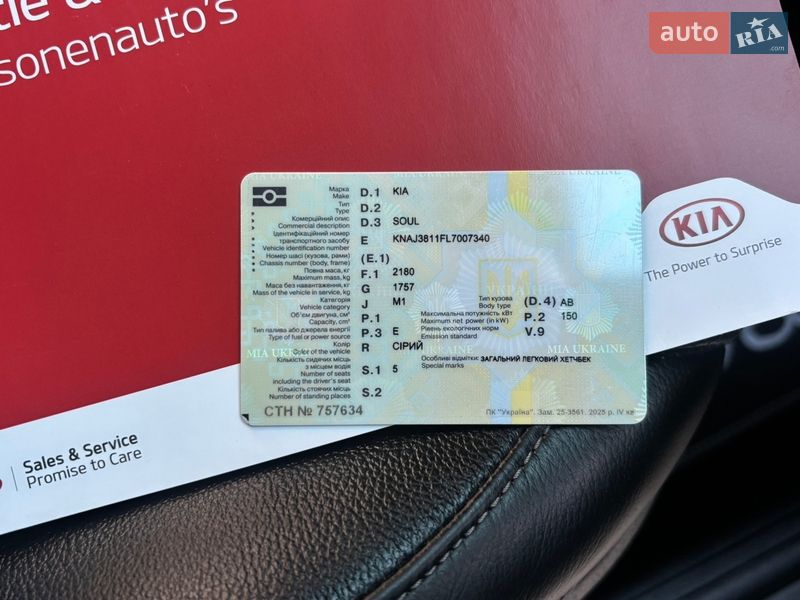 tle &
sonenauto's
auto RIA.com
MIA UKRAINE
Марка
Make D.1 KIA
Тип
Type D.2
Комерційний опис
Commercial description D.3 SOUL
Ідентифікаційний номер
транспортного засобу
Vehicle identification number E KNAJ3811FL7007340
Номер шасі (кузова, рами)
Chassis number (body, frame) (E.1)
Повна маса,кг
Maximum mass,kg F.1 2180
Маса без навантаження,кг
Mass of the vehicle in service,kg G 1757
Категорія
Vehicle category J M1
Тип кузова
Body type (D.4) AB
Об'єм двигуна, см³
Capacity, cm³ P.1
Максимальна потужність кВт
Maximum net power (in kW) P.2 150
Тип палива або джерела енергії
Type of fuel or power source P.3 E
Рівень екологічних норм
Emission standard V.9
Колір
Color of the vehicle R СІРИЙ
Особливі відмітки: ЗАГАЛЬНИЙ ЛЕГКОВИЙ ХЕТЧБЕК
Special marks
Кількість сидячих місць
з місцем водія
Number of seats
including the driver's seat S.1 5
Кількість стоячих місць
Number of standing places S.2
MIA UKRAINE
СТН № 757634
ПК "Україна". Зам. 25-3561. 2025 р. IV кв
KIA
The Power to Surprise
Sales & Service
Promise to Care